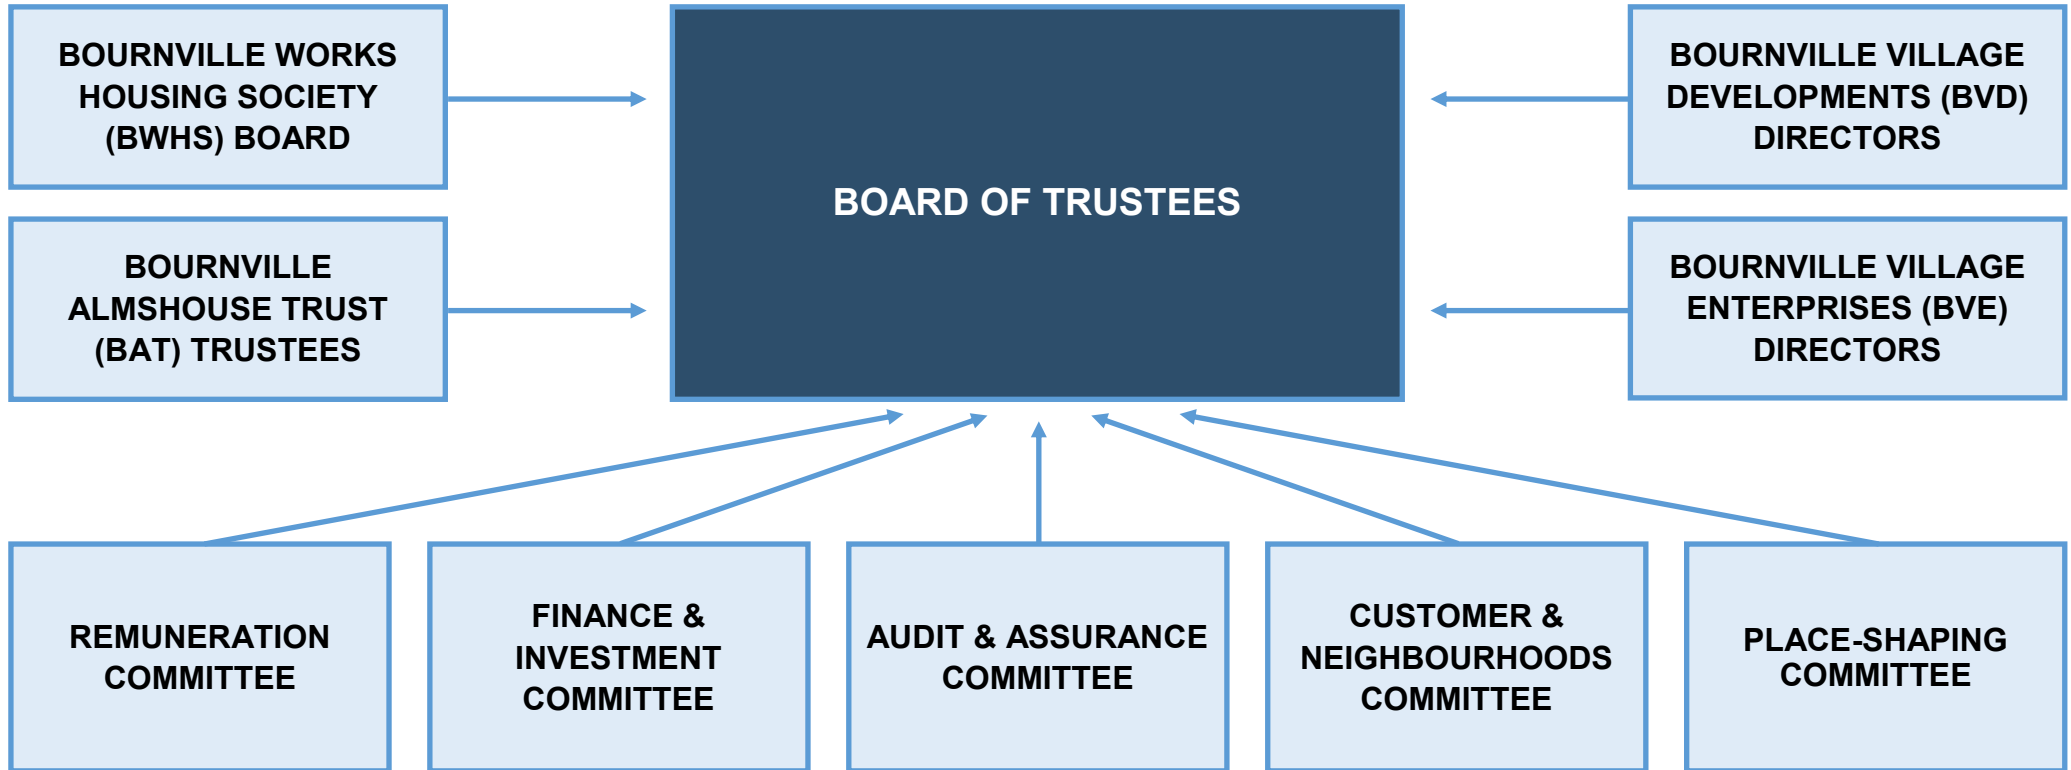 BOURNVILLE WORKS
HOUSING SOCIETY
(BWHS) BOARD
BOURNVILLE
ALMSHOUSE TRUST
(BAT) TRUSTEES
BOARD OF TRUSTEES
BOURNVILLE VILLAGE
DEVELOPMENTS (BVD)
DIRECTORS
BOURNVILLE VILLAGE
ENTERPRISES (BVE)
DIRECTORS
REMUNERATION
COMMITTEE
FINANCE &
INVESTMENT
COMMITTEE
AUDIT & ASSURANCE
COMMITTEE
CUSTOMER &
NEIGHBOURHOODS
COMMITTEE
PLACE-SHAPING
COMMITTEE